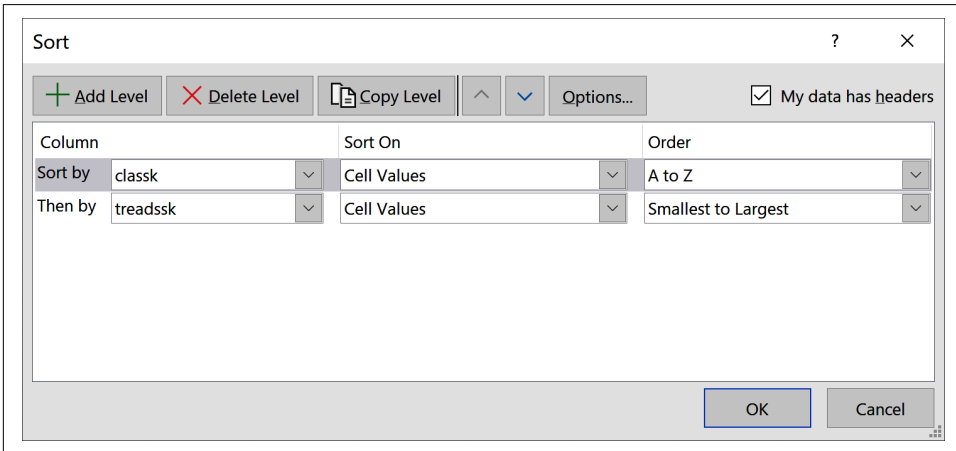 Sort ?
Add Level Delete Level Copy Level Options... My data has headers
Column Sort On Order
Sort by classk Cell Values A to Z
Then by treadssk Cell Values Smallest to Largest
OK Cancel